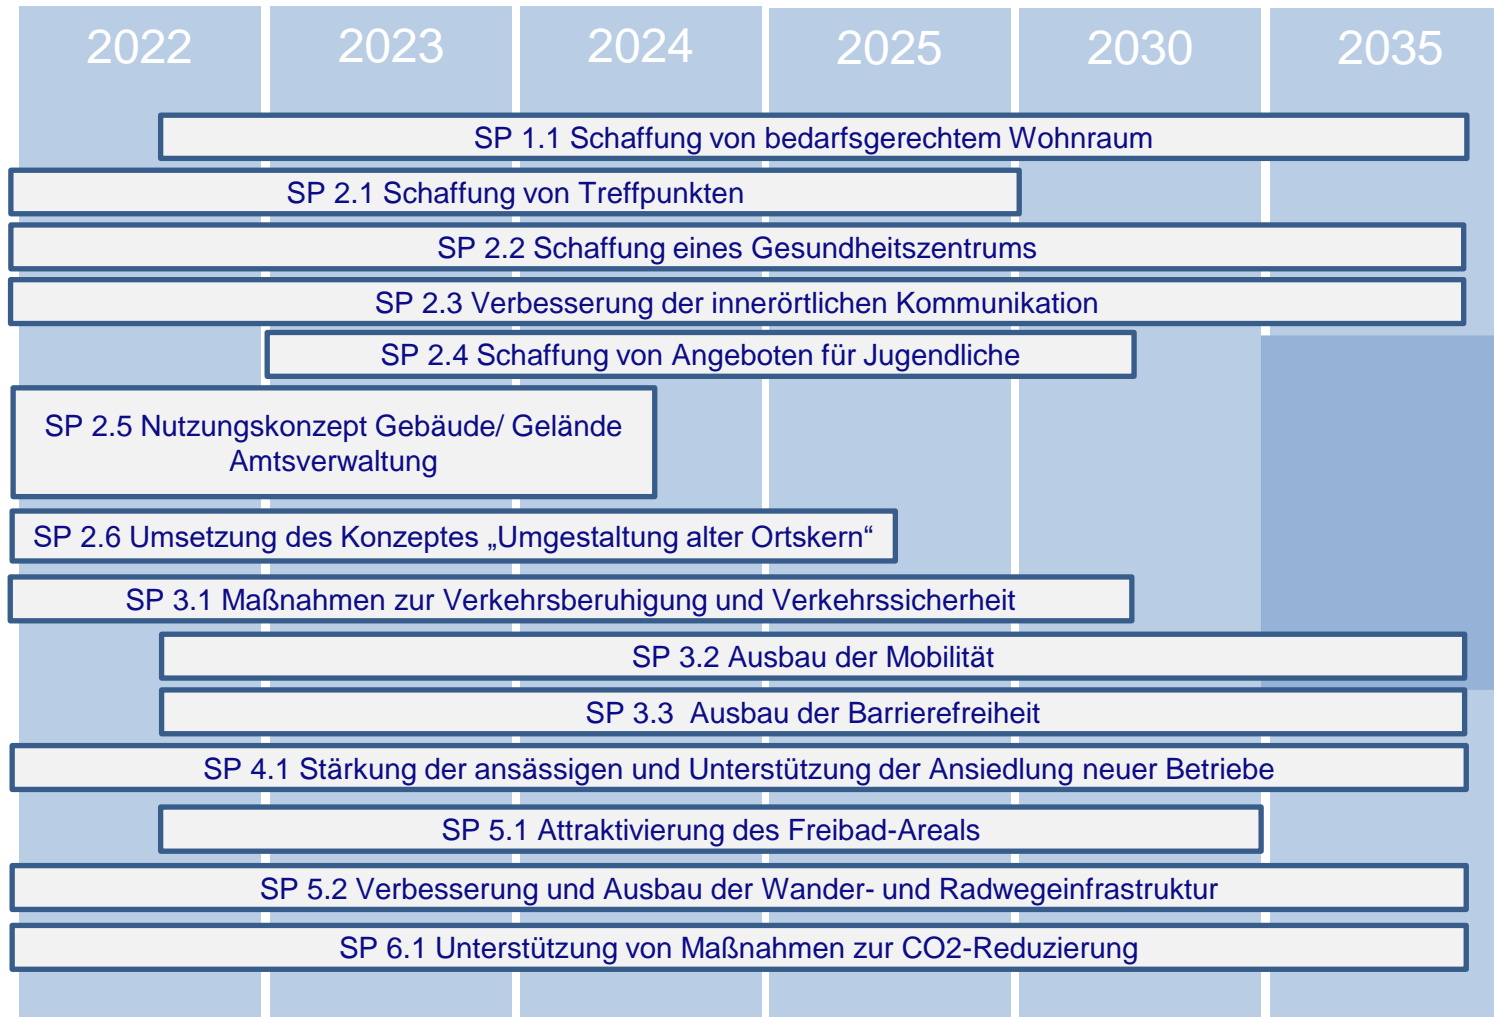 2022 2023 2024 2025 2030 2035
SP 1.1 Schaffung von bedarfsgerechtem Wohnraum
SP 2.1 Schaffung von Treffpunkten
SP 2.2 Schaffung eines Gesundheitszentrums
SP 2.3 Verbesserung der innerörtlichen Kommunikation
SP 2.4 Schaffung von Angeboten für Jugendliche
SP 2.5 Nutzungskonzept Gebäude/ Gelände
Amtsverwaltung
SP 2.6 Umsetzung des Konzeptes „Umgestaltung alter Ortskern“
SP 3.1 Maßnahmen zur Verkehrsberuhigung und Verkehrssicherheit
SP 3.2 Ausbau der Mobilität
SP 3.3 Ausbau der Barrierefreiheit
SP 4.1 Stärkung der ansässigen und Unterstützung der Ansiedlung neuer Betriebe
SP 5.1 Attraktivierung des Freibad-Areals
SP 5.2 Verbesserung und Ausbau der Wander- und Radwegeinfrastruktur
SP 6.1 Unterstützung von Maßnahmen zur CO2-Reduzierung